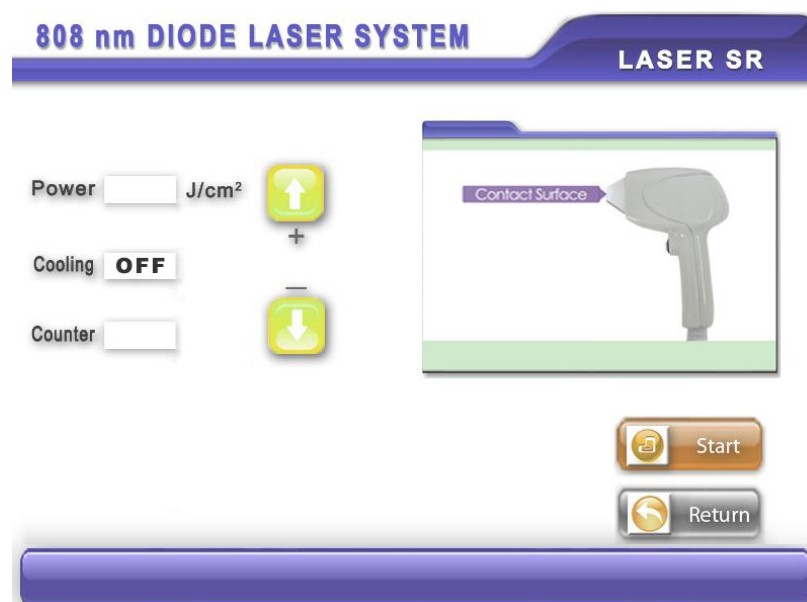 808 nm DIODE LASER SYSTEM
LASER SR
Power J/cm²
+
Cooling OFF
—
Counter
Contact Surface
Start
Return